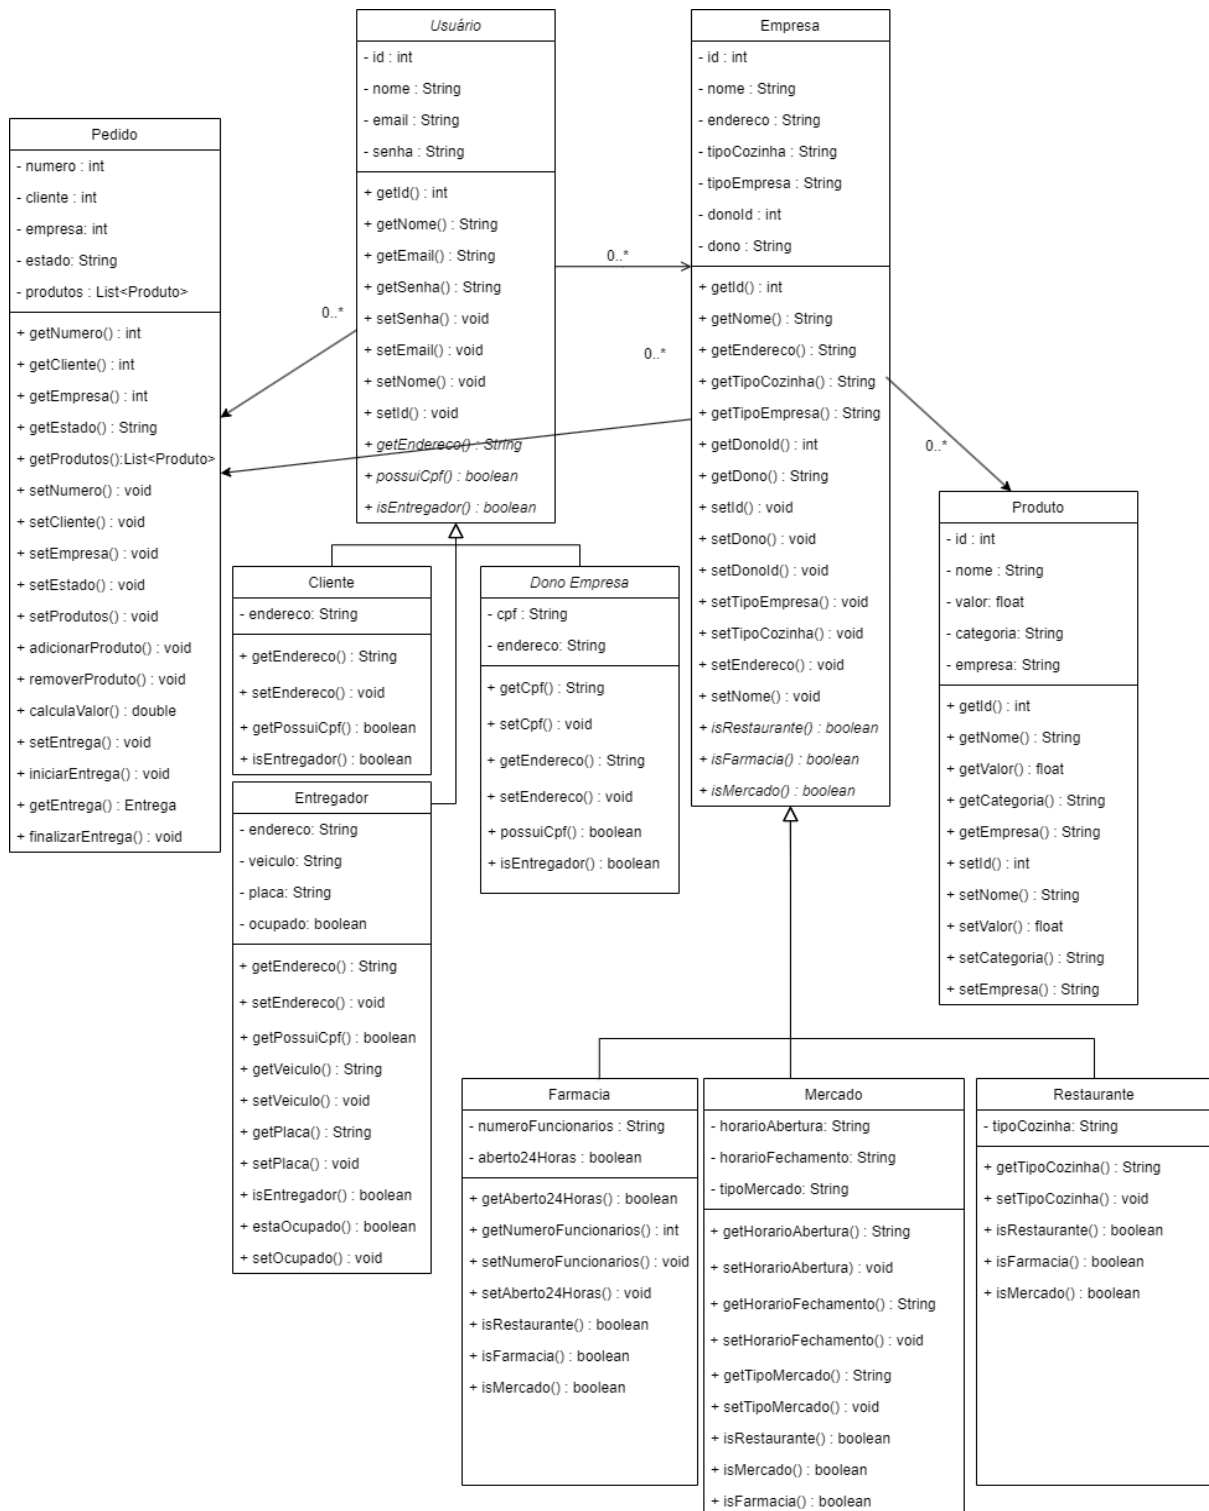 Usuário
- id : int
- nome : String
- email : String
- senha : String
+ getId() : int
+ getNome() : String
+ getEmail() : String
+ getSenha() : String
+ setSenha() : void
+ setEmail() : void
+ setNome() : void
+ setId() : void
+ getEndereco() : String
+ possuiCpf() : boolean
+ isEntregador() : boolean
Empresa
- id : int
- nome : String
- endereco : String
- tipoCozinha : String
- tipoEmpresa : String
- donoId : int
- dono : String
+ getId() : int
+ getNome() : String
+ getEndereco() : String
+ getTipoCozinha() : String
+ getTipoEmpresa() : String
+ getDonoId() : int
+ getDono() : String
+ setId() : void
+ setDono() : void
+ setDonoId() : void
+ setTipoEmpresa() : void
+ setTipoCozinha() : void
+ setEndereco() : void
+ setNome() : void
+ isRestaurante() : boolean
+ isFarmacia() : boolean
+ isMercado() : boolean
Pedido
- numero : int
- cliente : int
- empresa: int
- estado: String
- produtos : List<Produto>
+ getNumero() : int
+ getCliente() : int
+ getEmpresa() : int
+ getEstado() : String
+ getProdutos():List<Produto>
+ setNumero() : void
+ setCliente() : void
+ setEmpresa() : void
+ setEstado() : void
+ setProdutos() : void
+ adicionarProduto() : void
+ removerProduto() : void
+ calculaValor() : double
+ setEntrega() : void
+ iniciarEntrega() : void
+ getEntrega() : Entrega
+ finalizarEntrega() : void
0..*
0..*
0..*
0..*
Produto
- id : int
- nome : String
- valor: float
- categoria: String
- empresa: String
+ getId() : int
+ getNome() : String
+ getValor() : float
+ getCategoria() : String
+ getEmpresa() : String
+ setId() : int
+ setNome() : String
+ setValor() : float
+ setCategoria() : String
+ setEmpresa() : String
Cliente
- endereco: String
+ getEndereco() : String
+ setEndereco() : void
+ getPossuiCpf() : boolean
+ isEntregador() : boolean
Dono Empresa
- cpf : String
- endereco: String
+ getCpf() : String
+ setCpf() : void
+ getEndereco() : String
+ setEndereco() : void
+ possuiCpf() : boolean
+ isEntregador() : boolean
Entregador
- endereco: String
- veiculo: String
- placa: String
- ocupado: boolean
+ getEndereco() : String
+ setEndereco() : void
+ getPossuiCpf() : boolean
+ getVeiculo() : String
+ setVeiculo() : void
+ getPlaca() : String
+ setPlaca() : void
+ isEntregador() : boolean
+ estaOcupado() : boolean
+ setOcupado() : void
Farmacia
- numeroFuncionarios : String
- aberto24Horas : boolean
+ getAberto24Horas() : boolean
+ getNumeroFuncionarios() : int
+ setNumeroFuncionarios() : void
+ setAberto24Horas() : void
+ isRestaurante() : boolean
+ isFarmacia() : boolean
+ isMercado() : boolean
Mercado
- horarioAbertura: String
- horarioFechamento: String
- tipoMercado: String
+ getHorarioAbertura() : String
+ setHorarioAbertura) : void
+ getHorarioFechamento() : String
+ setHorarioFechamento() : void
+ getTipoMercado() : String
+ setTipoMercado() : void
+ isRestaurante() : boolean
+ isMercado() : boolean
+ isFarmacia() : boolean
Restaurante
- tipoCozinha: String
+ getTipoCozinha() : String
+ setTipoCozinha() : void
+ isRestaurante() : boolean
+ isFarmacia() : boolean
+ isMercado() : boolean